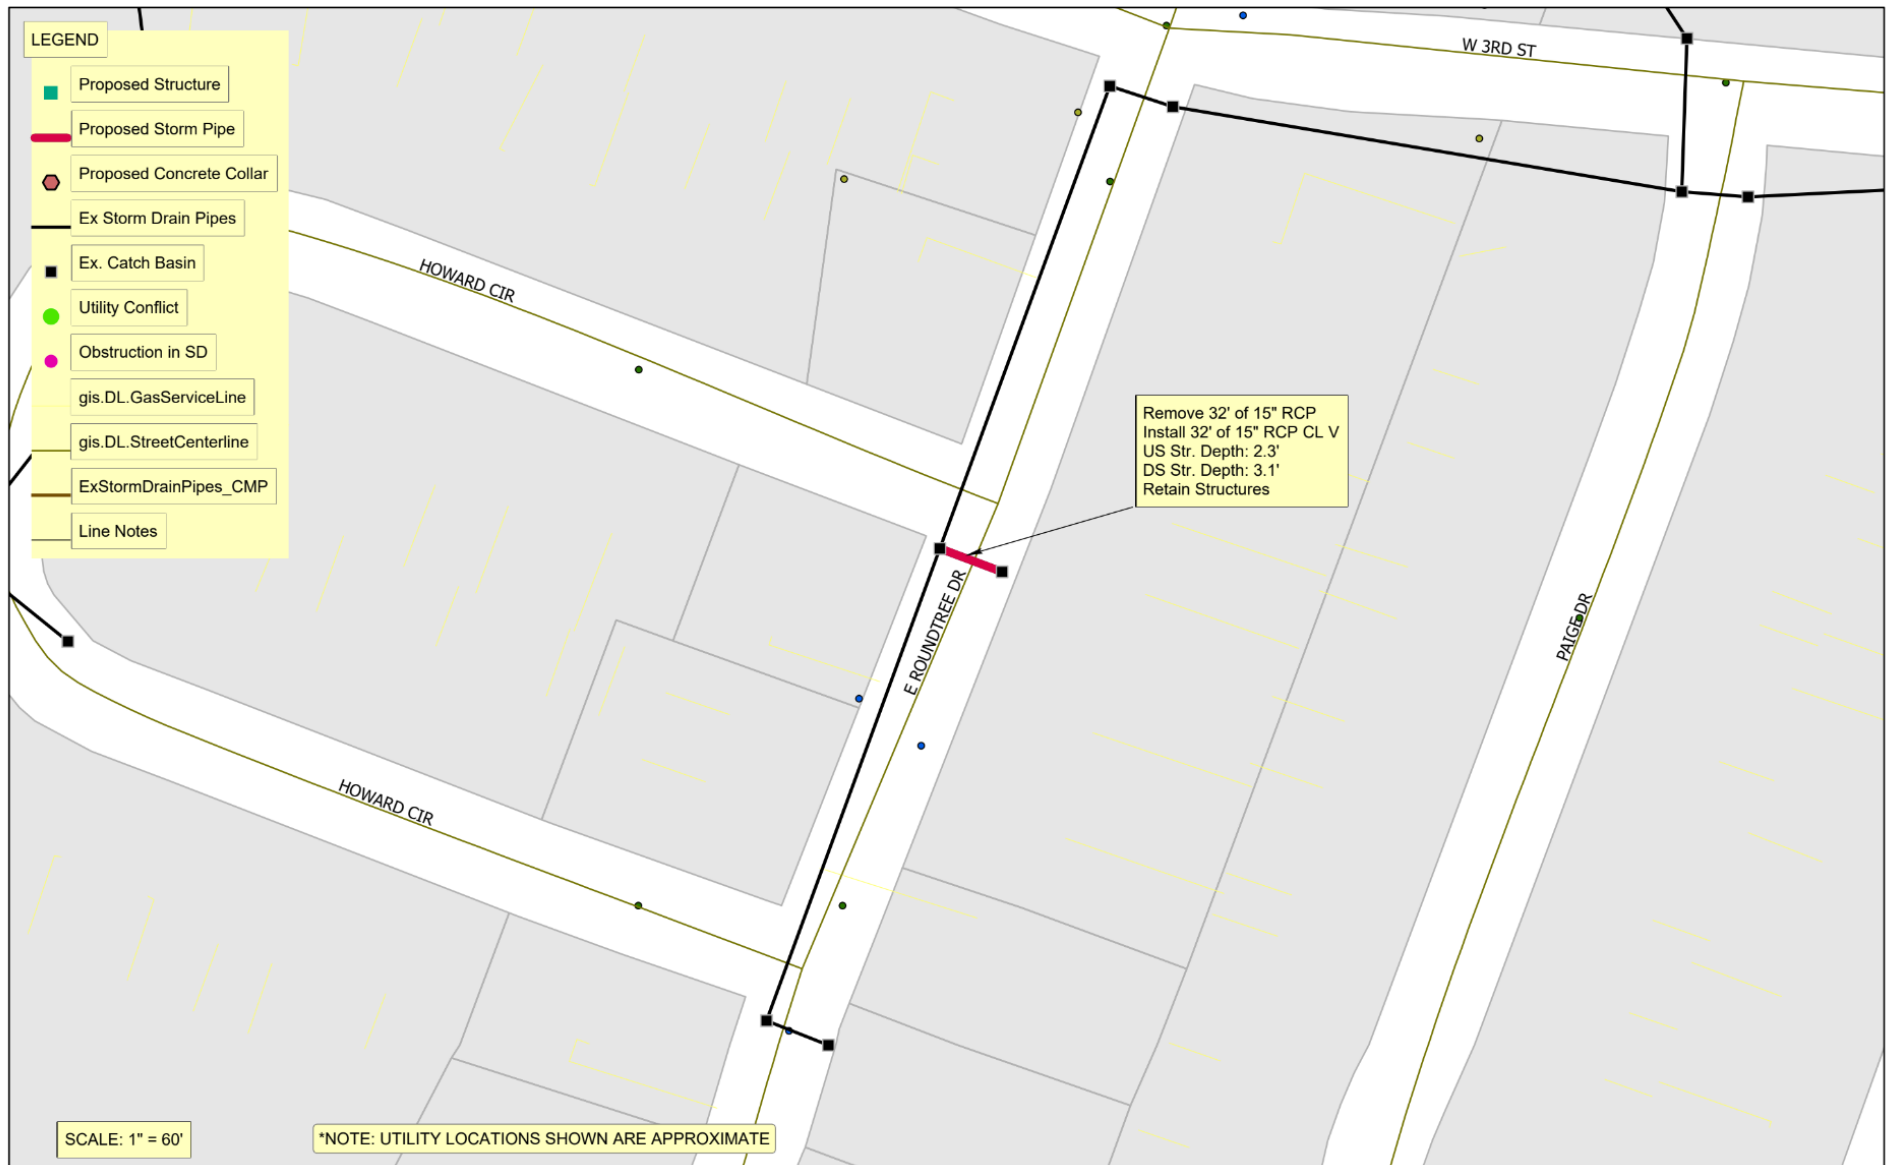 LEGEND
Proposed Structure
Proposed Storm Pipe
Proposed Concrete Collar
Ex Storm Drain Pipes
Ex. Catch Basin
Utility Conflict
Obstruction in SD
gis.DL.GasServiceLine
gis.DL.StreetCenterline
ExStormDrainPipes_CMP
Line Notes
W 3RD ST
HOWARD CIR
Remove 32' of 15" RCP
Install 32' of 15" RCP CL V
US Str. Depth: 2.3'
DS Str. Depth: 3.1'
Retain Structures
E ROUNDTREE DR
PAIGE DR
HOWARD CIR
SCALE: 1" = 60'
*NOTE: UTILITY LOCATIONS SHOWN ARE APPROXIMATE